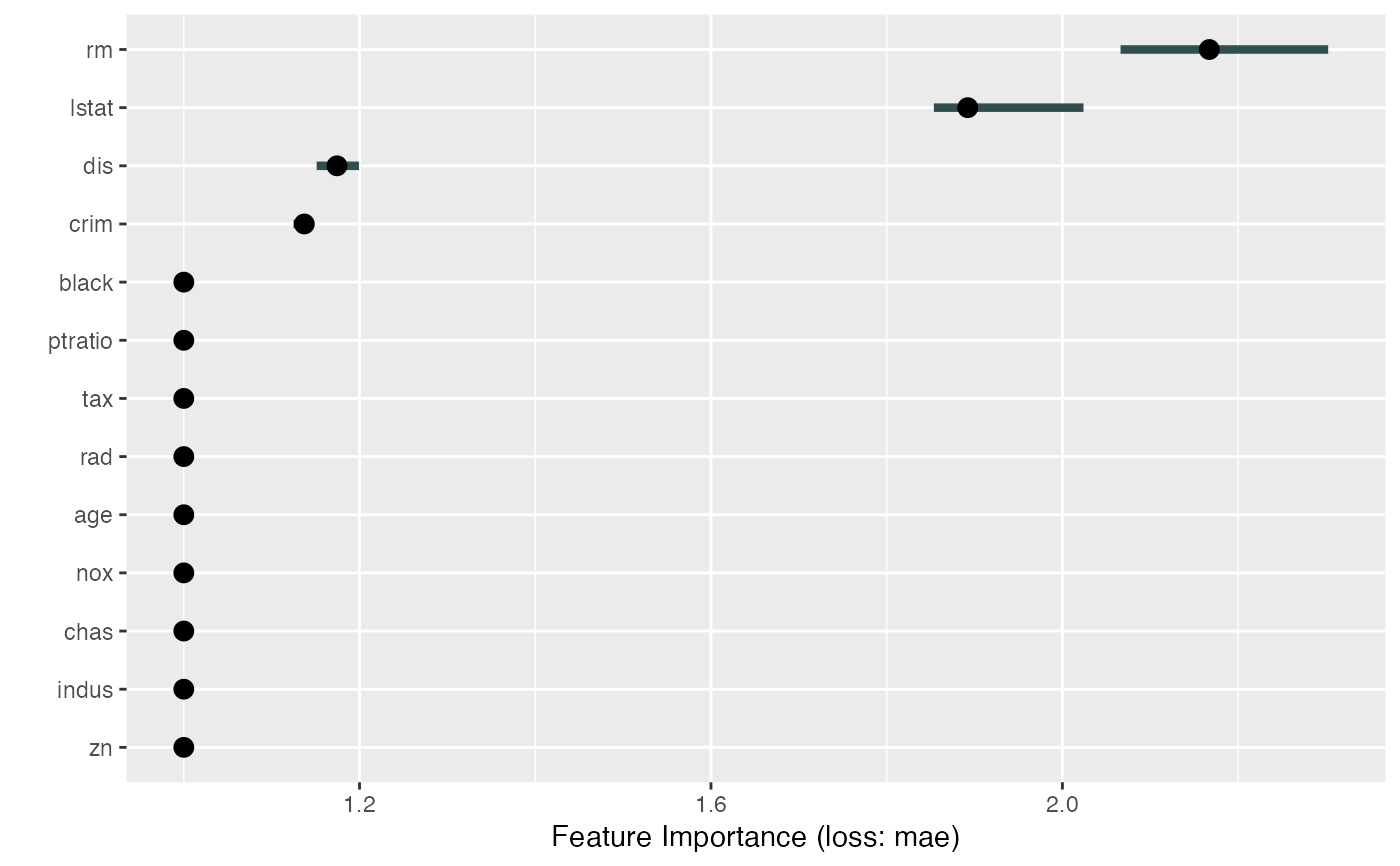 rm
lstat
dis
crim
black
ptratio
tax
rad
age
nox
chas
indus
zn
1.2 1.6 2.0
Feature Importance (loss: mae)